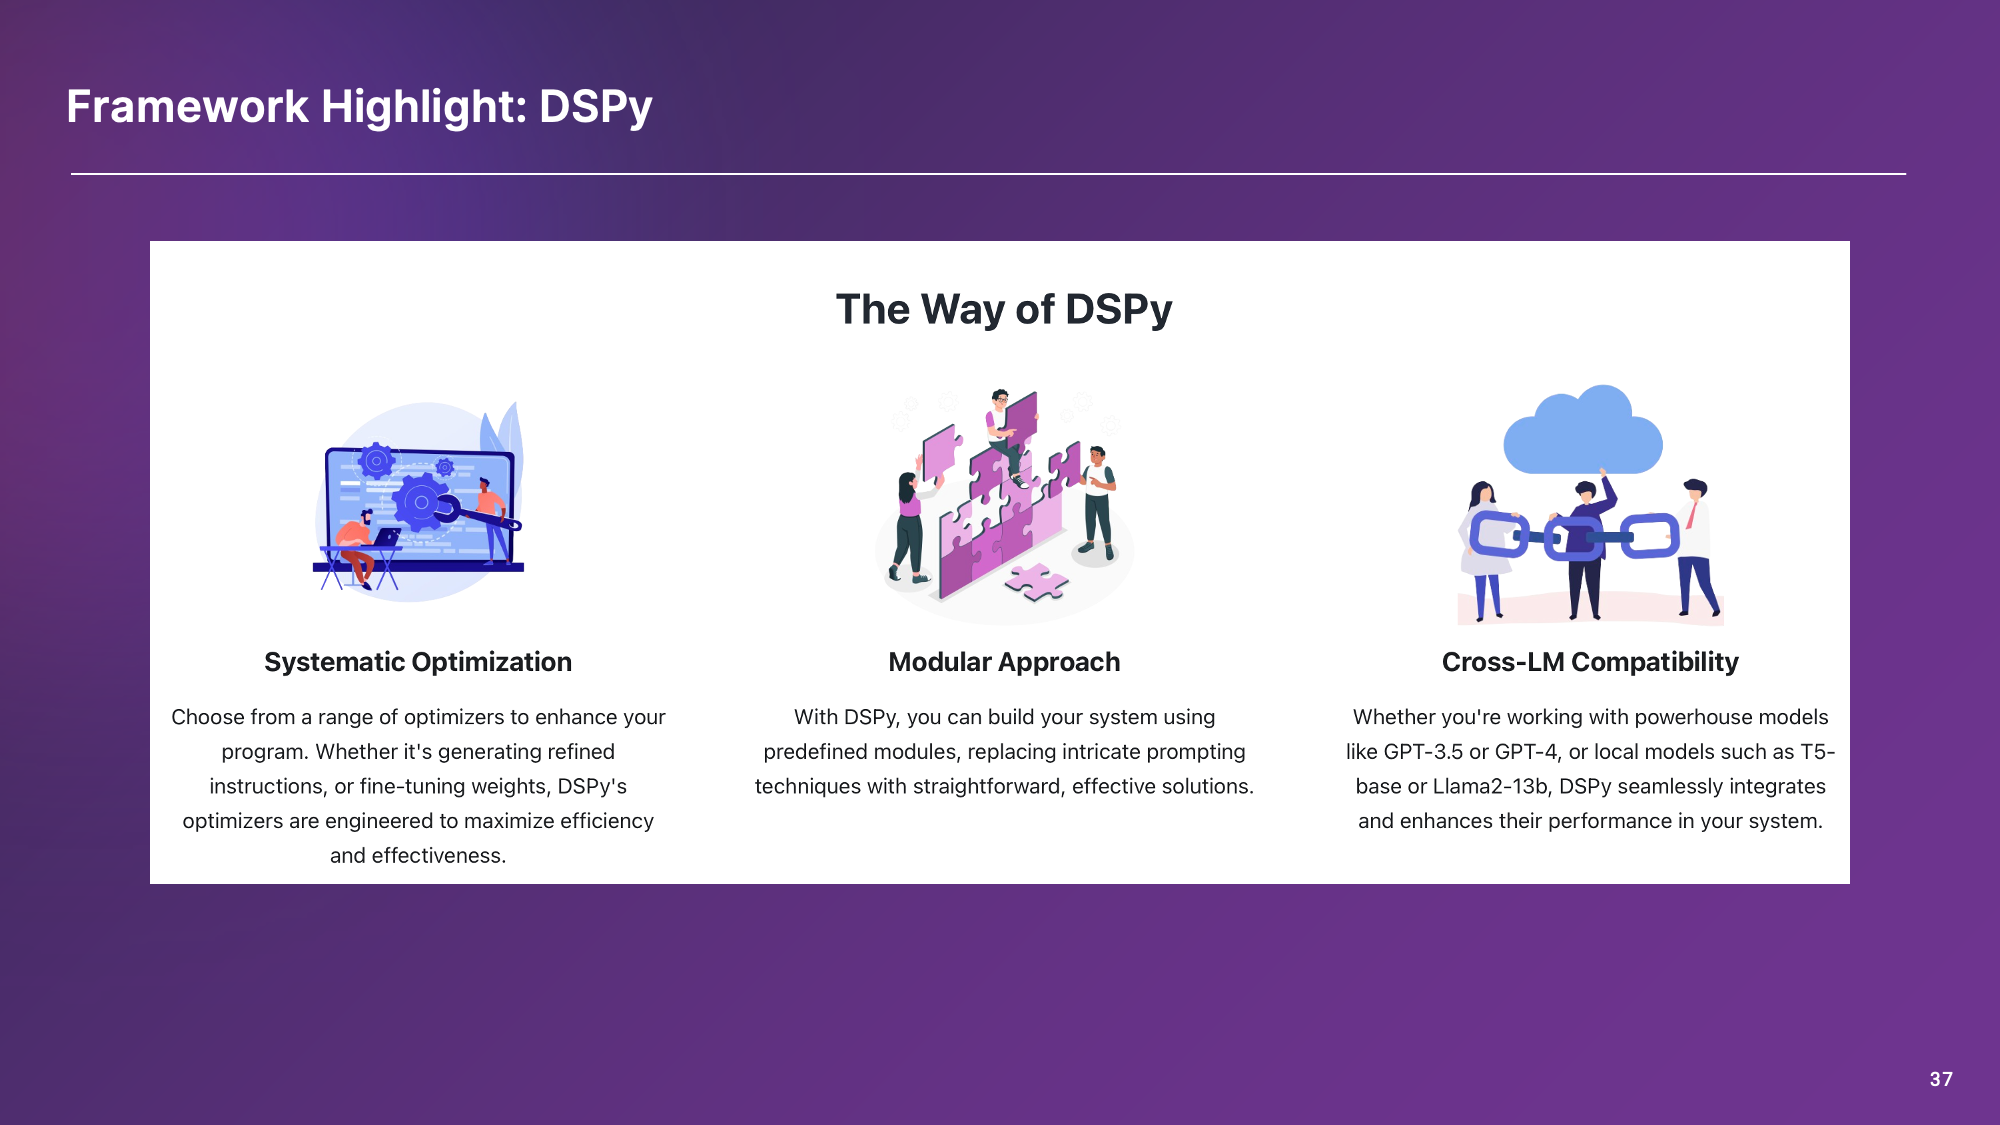 Framework Highlight: DSPy
The Way of DSPy
Systematic Optimization
Choose from a range of optimizers to enhance your
program. Whether it's generating refined
instructions, or fine-tuning weights, DSPy's
optimizers are engineered to maximize efficiency
and effectiveness.
Modular Approach
With DSPy, you can build your system using
predefined modules, replacing intricate prompting
techniques with straightforward, effective solutions.
Cross-LM Compatibility
Whether you're working with powerhouse models
like GPT-3.5 or GPT-4, or local models such as T5-
base or Llama2-13b, DSPy seamlessly integrates
and enhances their performance in your system.
37